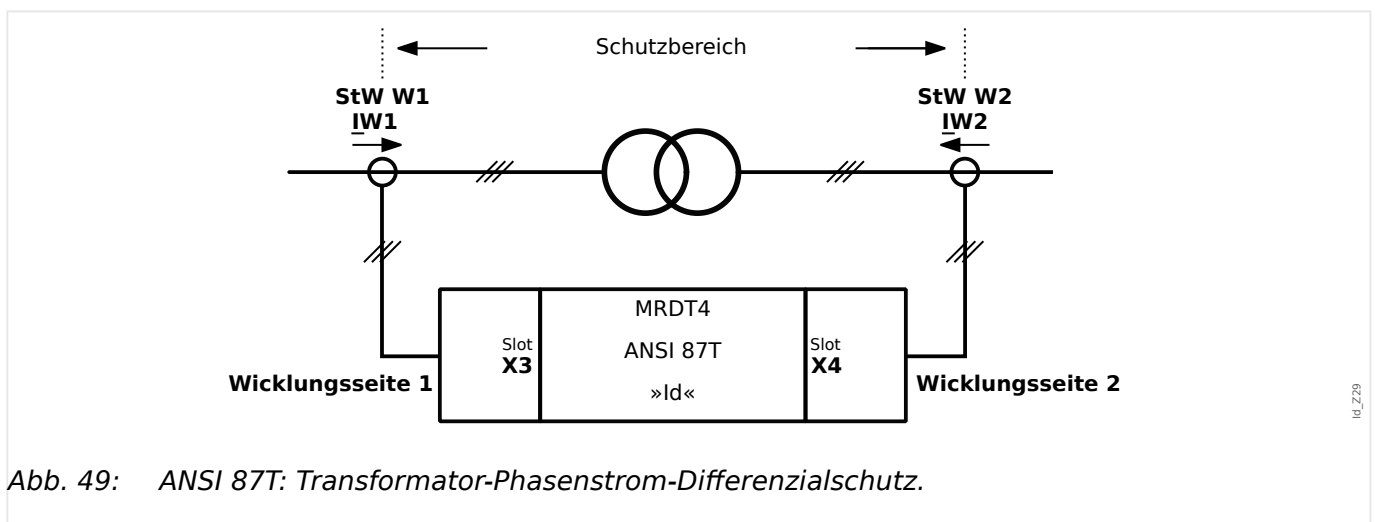 Schutzbereich
StW W1
IW1
StW W2
IW2
MRDT4
ANSI 87T
»Id«
Slot
X3
Slot
X4
Wicklungsseite 1
Wicklungsseite 2
Id_Z29
Abb. 49: ANSI 87T: Transformator-Phasenstrom-Differenzialschutz.